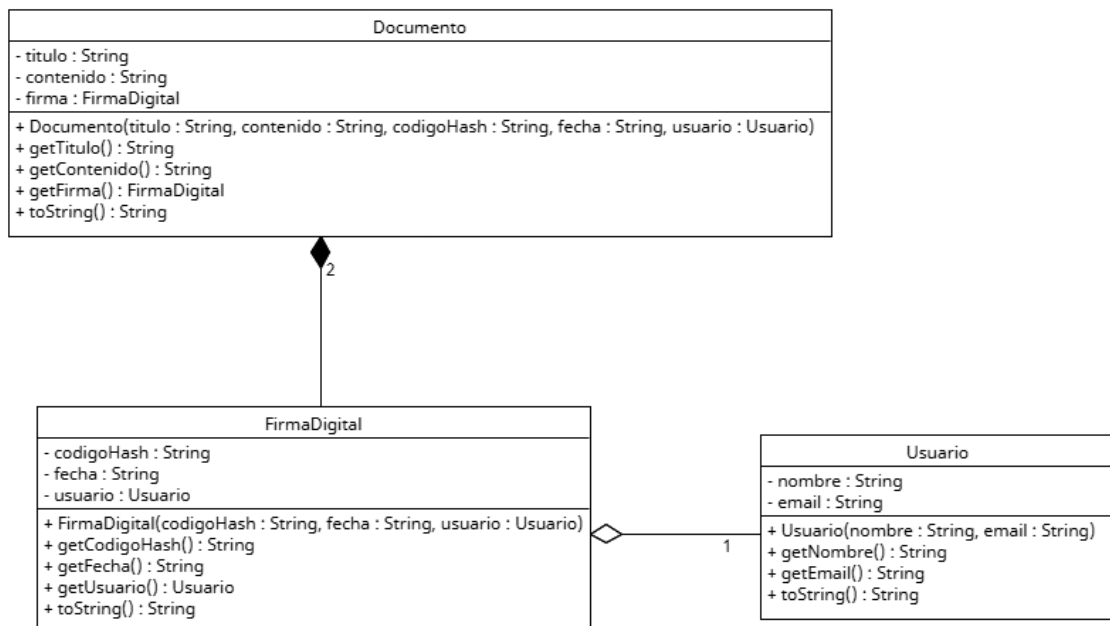 Documento
- titulo : String
- contenido : String
- firma : FirmaDigital
+ Documento(titulo : String, contenido : String, codigoHash : String, fecha : String, usuario : Usuario)
+ getTitulo() : String
+ getContenido() : String
+ getFirma() : FirmaDigital
+ toString() : String
2
FirmaDigital
- codigoHash : String
- fecha : String
- usuario : Usuario
+ FirmaDigital(codigoHash : String, fecha : String, usuario : Usuario)
+ getCodigoHash() : String
+ getFecha() : String
+ getUsuario() : Usuario
+ toString() : String
1
Usuario
- nombre : String
- email : String
+ Usuario(nombre : String, email : String)
+ getNombre() : String
+ getEmail() : String
+ toString() : String